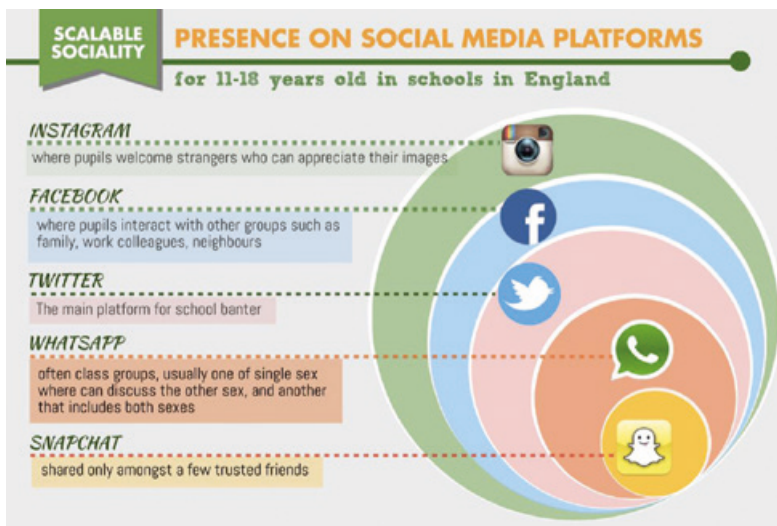 SCALABLE
SOCIALITY
PRESENCE ON SOCIAL MEDIA PLATFORMS
for 11-18 years old in schools in England
INSTAGRAM
where pupils welcome strangers who can appreciate their images
FACEBOOK
where pupils interact with other groups such as
family, work colleagues, neighbours
TWITTER
The main platform for school banter
WHATSAPP
often class groups, usually one of single sex
where can discuss the other sex, and another
that includes both sexes
SNAPCHAT
shared only amongst a few trusted friends